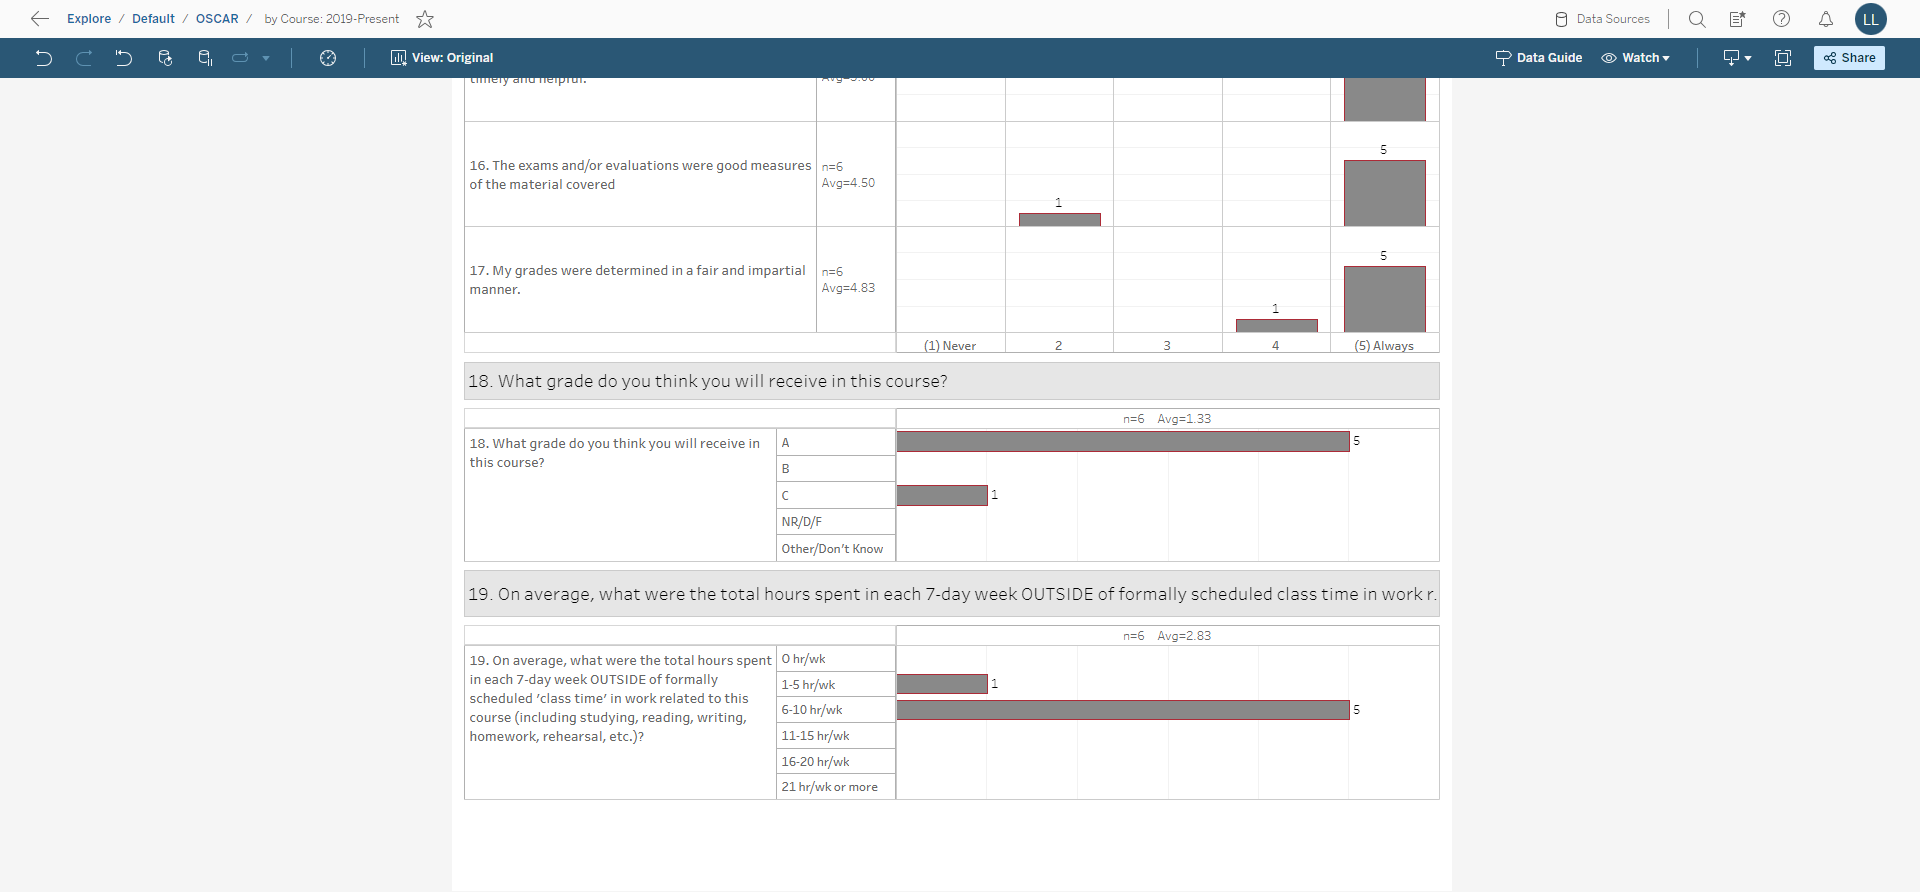 Explore / Default / OSCAR / by Course: 2019-Present
Data Sources
LL
View: Original
Data Guide
Watch
Share
timely and helpful.
Avg=5.00
16. The exams and/or evaluations were good measures
of the material covered
n=6
Avg=4.50
1
5
17. My grades were determined in a fair and impartial
manner.
n=6
Avg=4.83
1
5
(1) Never 2 3 4 (5) Always
18. What grade do you think you will receive in this course?
n=6 Avg=1.33
18. What grade do you think you will receive in
this course?
A 5
B
C 1
NR/D/F
Other/Don't Know
19. On average, what were the total hours spent in each 7-day week OUTSIDE of formally scheduled class time in work r.
n=6 Avg=2.83
19. On average, what were the total hours spent
in each 7-day week OUTSIDE of formally
scheduled ‘class time’ in work related to this
course (including studying, reading, writing,
homework, rehearsal, etc.)?
0 hr/wk
1-5 hr/wk 1
6-10 hr/wk 5
11-15 hr/wk
16-20 hr/wk
21 hr/wk or more